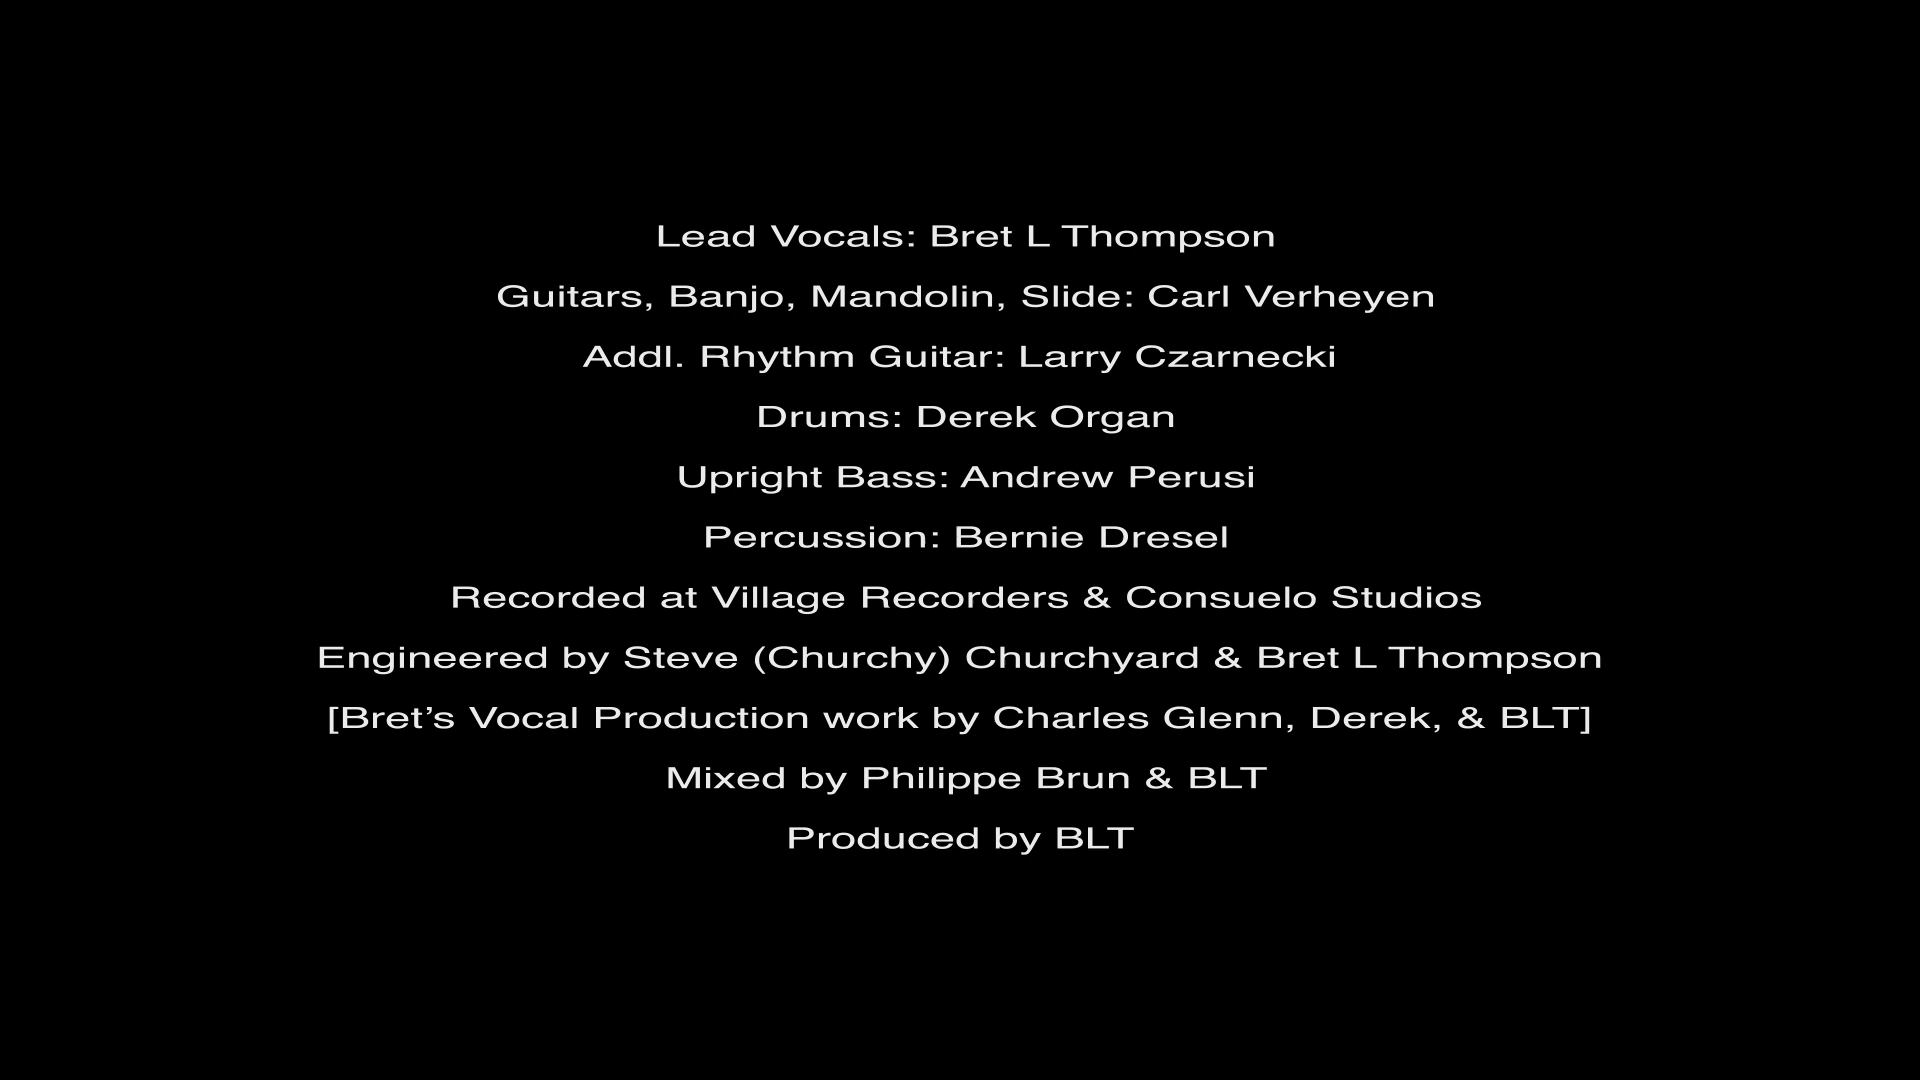 Lead Vocals: Bret L Thompson
Guitars, Banjo, Mandolin, Slide: Carl Verheyen
Addl. Rhythm Guitar: Larry Czarnecki
Drums: Derek Organ
Upright Bass: Andrew Perusi
Percussion: Bernie Dresel
Recorded at Village Recorders & Consuelo Studios
Engineered by Steve (Churchy) Churchyard & Bret L Thompson
[Bret’s Vocal Production work by Charles Glenn, Derek, & BLT]
Mixed by Philippe Brun & BLT
Produced by BLT